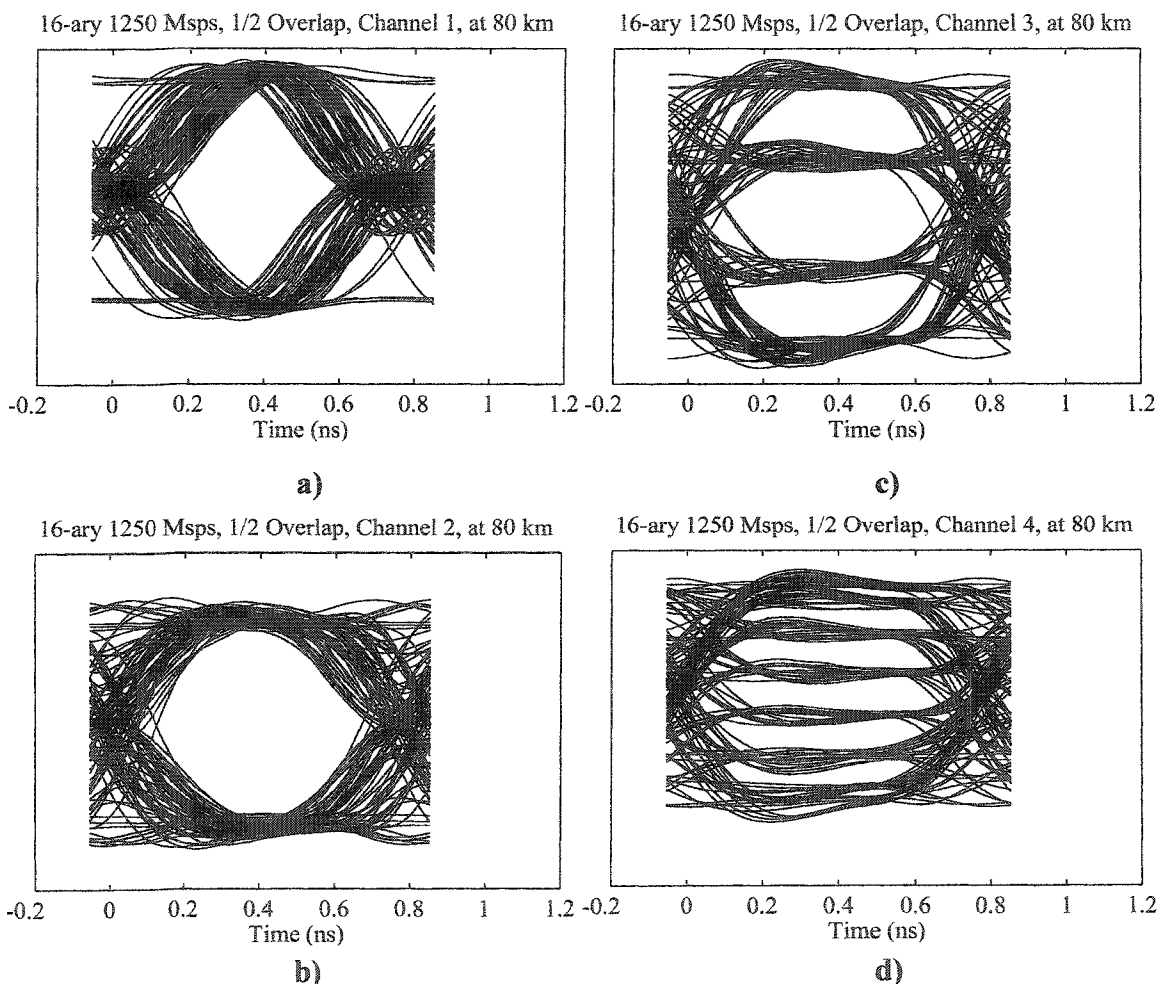 16-ary 1250 Msps, 1/2 Overlap, Channel 1, at 80 km
-0.2 0 0.2 0.4 0.6 0.8 1 1.2
Time (ns)
a)
16-ary 1250 Msps, 1/2 Overlap, Channel 3, at 80 km
-0.2 0 0.2 0.4 0.6 0.8 1 1.2
Time (ns)
c)
16-ary 1250 Msps, 1/2 Overlap, Channel 2, at 80 km
-0.2 0 0.2 0.4 0.6 0.8 1 1.2
Time (ns)
b)
16-ary 1250 Msps, 1/2 Overlap, Channel 4, at 80 km
-0.2 0 0.2 0.4 0.6 0.8 1 1.2
Time (ns)
d)